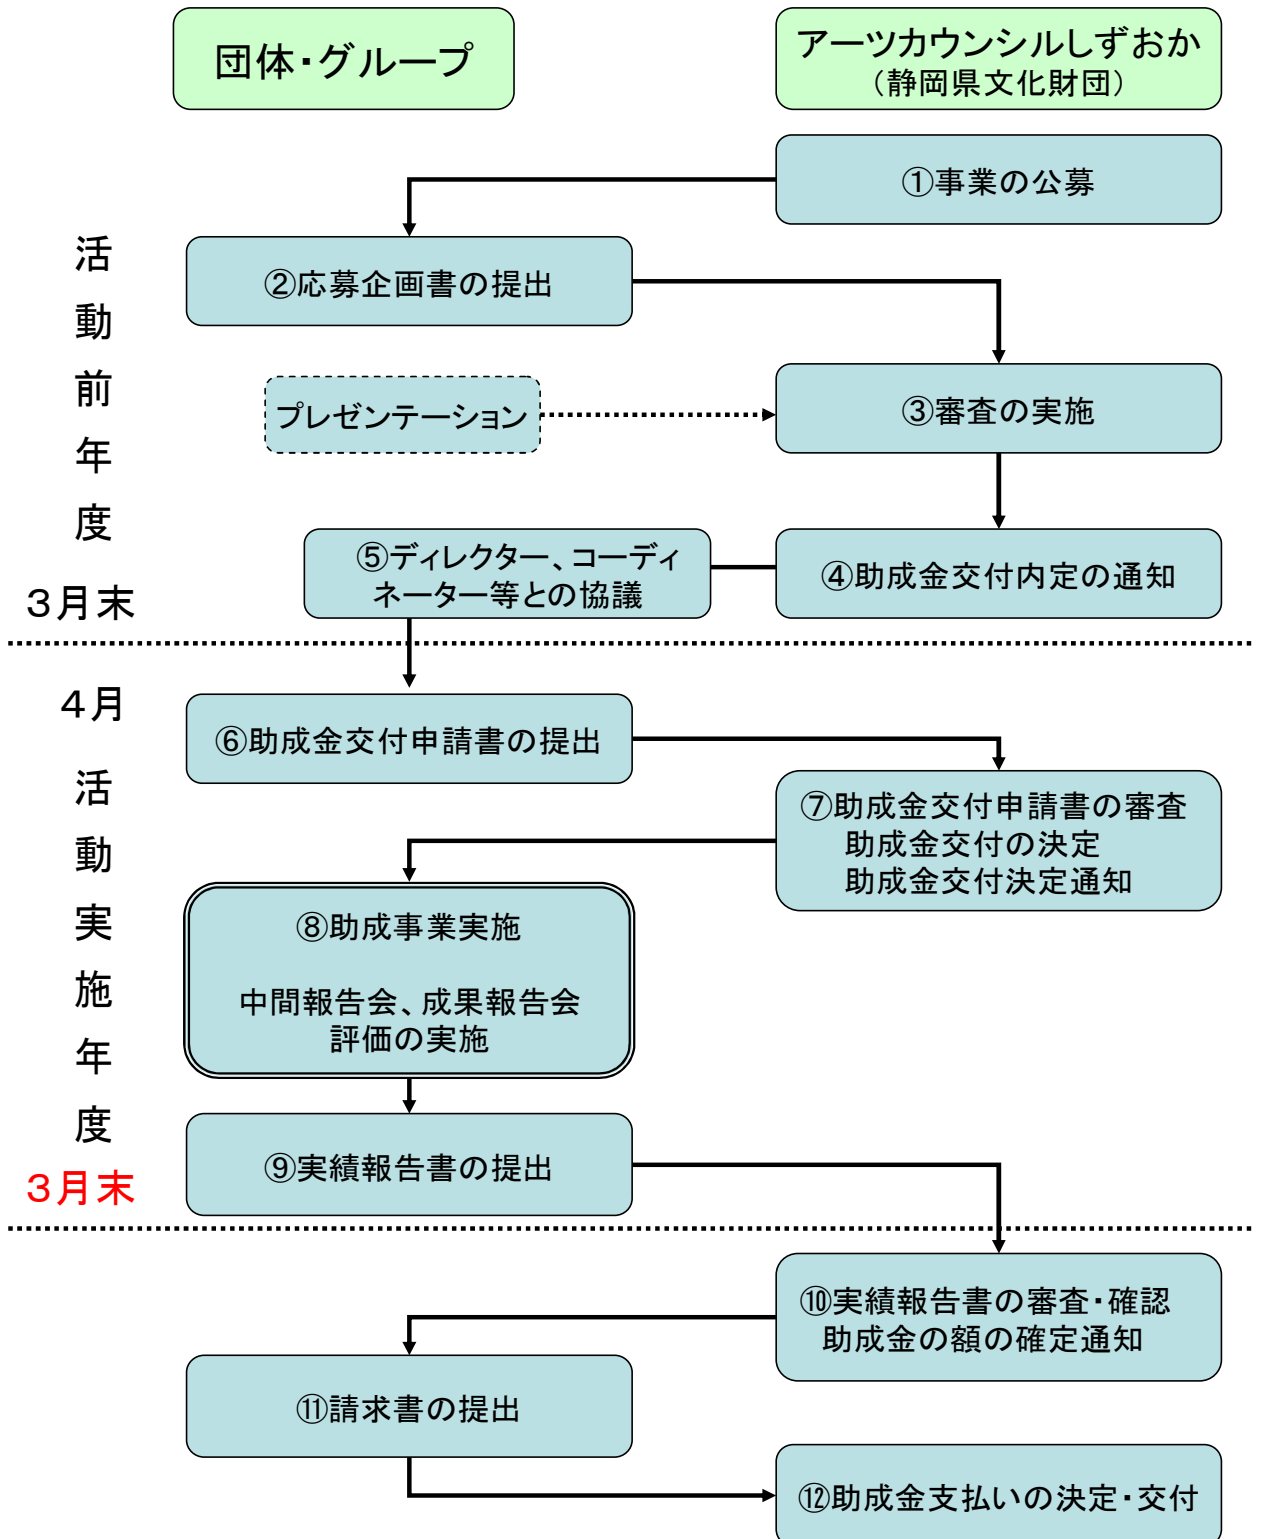 団体・グループ
アーツカウンシルしずおか
（静岡県文化財団）
①事業の公募
活動前年度
②応募企画書の提出
プレゼンテーション
③審査の実施
⑤ディレクター、コーディ
ネーター等との協議
④助成金交付内定の通知
３月末
４月
⑥助成金交付申請書の提出
活動実施年度
⑦助成金交付申請書の審査
助成金交付の決定
助成金交付決定通知
⑧助成事業実施
中間報告会、成果報告会
評価の実施
⑨実績報告書の提出
３月末
⑩実績報告書の審査・確認
助成金の額の確定通知
⑪請求書の提出
⑫助成金支払いの決定・交付